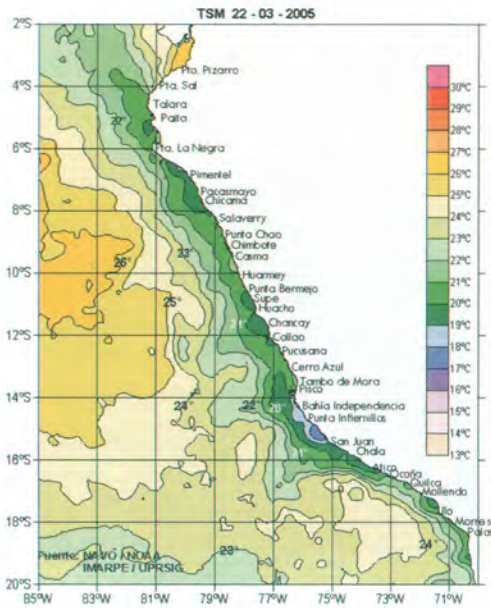 TSM 22 - 03 - 2005
2°S
4°S
6°S
8°S
10°S
12°S
14°S
16°S
18°S
20°S
Pto. Pizarro
Pta. Sal
Talara
Paita
Pta. La Negra
Pimentel
Pacasmayo
Chicama
Salaverry
Punta Chao
Chimbote
Casma
Huarmey
Punta Bermejo
Supe
Huacho
Chancay
Callao
Pucusana
Cerro Azul
Tambo de Mora
Pisco
Bahía Independencia
Punta Infiernillos
San Juan
Chala
Atico
Ocoña
Quilca
Mollendo
Ilo
22°
23°
26°
25°
21°
24°
22°
20
24°
23°
30°C
29°C
28°C
27°C
26°C
25°C
24°C
23°C
22°C
21°C
20°C
19°C
18°C
17°C
16°C
15°C
14°C
13°C
Fuente: NAVO / NOAA
IMARPE / UPRSIG
85°W 83°W 81°W 79°W 77°W 75°W 73°W 71°W